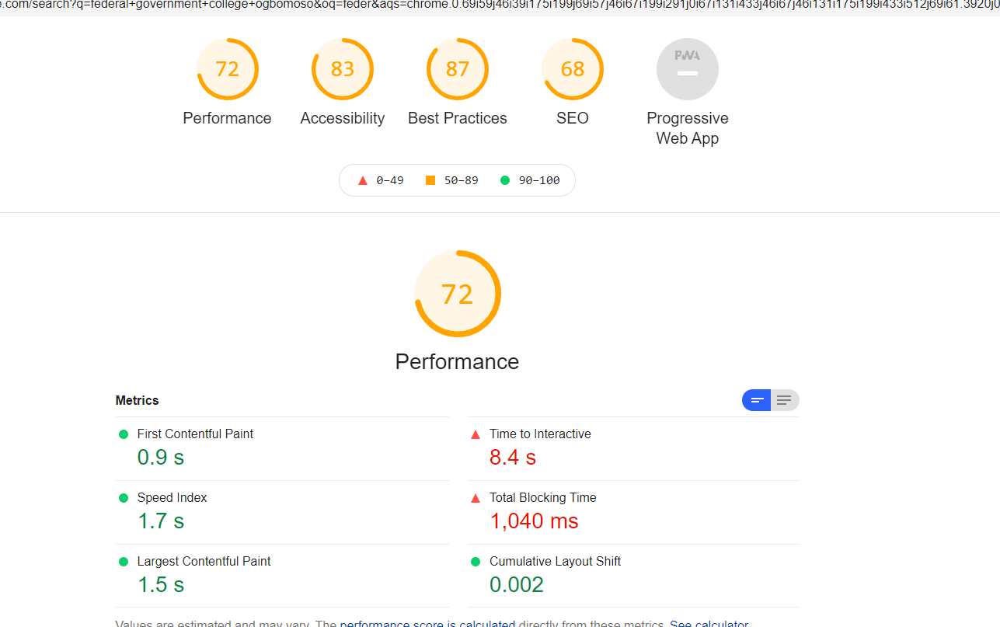 e.com/search?q=federal+government+college+ogbomoso&oq=feder&aqs=chrome.0.69i59j46i39i175i199j69i57j46i67i199i291j0i67i131i433j46i67j46i131i175i199i433i512j69i61.3920j0
72 83 87 68 PWA
Performance Accessibility Best Practices SEO Progressive
Web App
0–49 50–89 90–100
72
Performance
Metrics
First Contentful Paint Time to Interactive
0.9 s 8.4 s
Speed Index Total Blocking Time
1.7 s 1,040 ms
Largest Contentful Paint Cumulative Layout Shift
1.5 s 0.002
Values are estimated and may vary. The performance score is calculated directly from these metrics. See calculator.